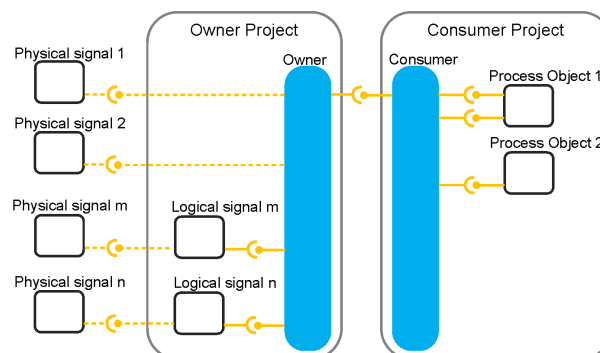 Owner Project
Consumer Project
Physical signal 1
Owner
Consumer
Process Object 1
Physical signal 2
Process Object 2
Physical signal m
Logical signal m
Physical signal n
Logical signal n